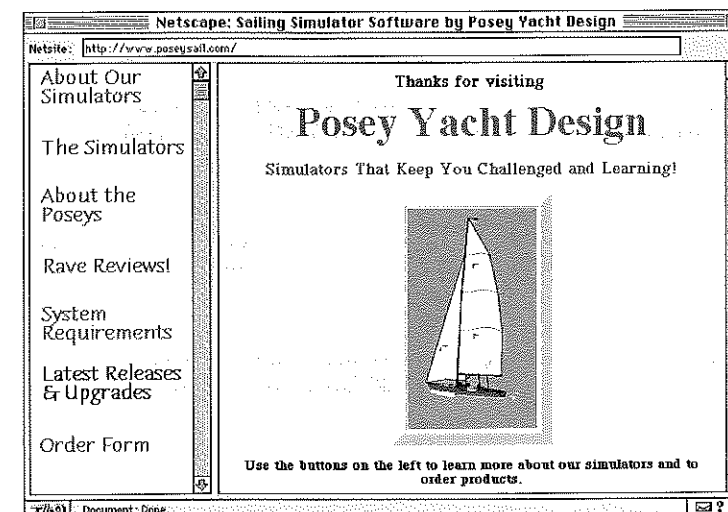 Netscape: Sailing Simulator Software by Posey Yacht Design
Netsite: http://www.poseysail.com/
About Our
Simulators
The Simulators
About the
Poseys
Rave Reviews!
System
Requirements
Latest Releases
& Upgrades
Order Form
Thanks for visiting
Posey Yacht Design
Simulators That Keep You Challenged and Learning!
Use the buttons on the left to learn more about our simulators and to
order products.
Document: Done.
?